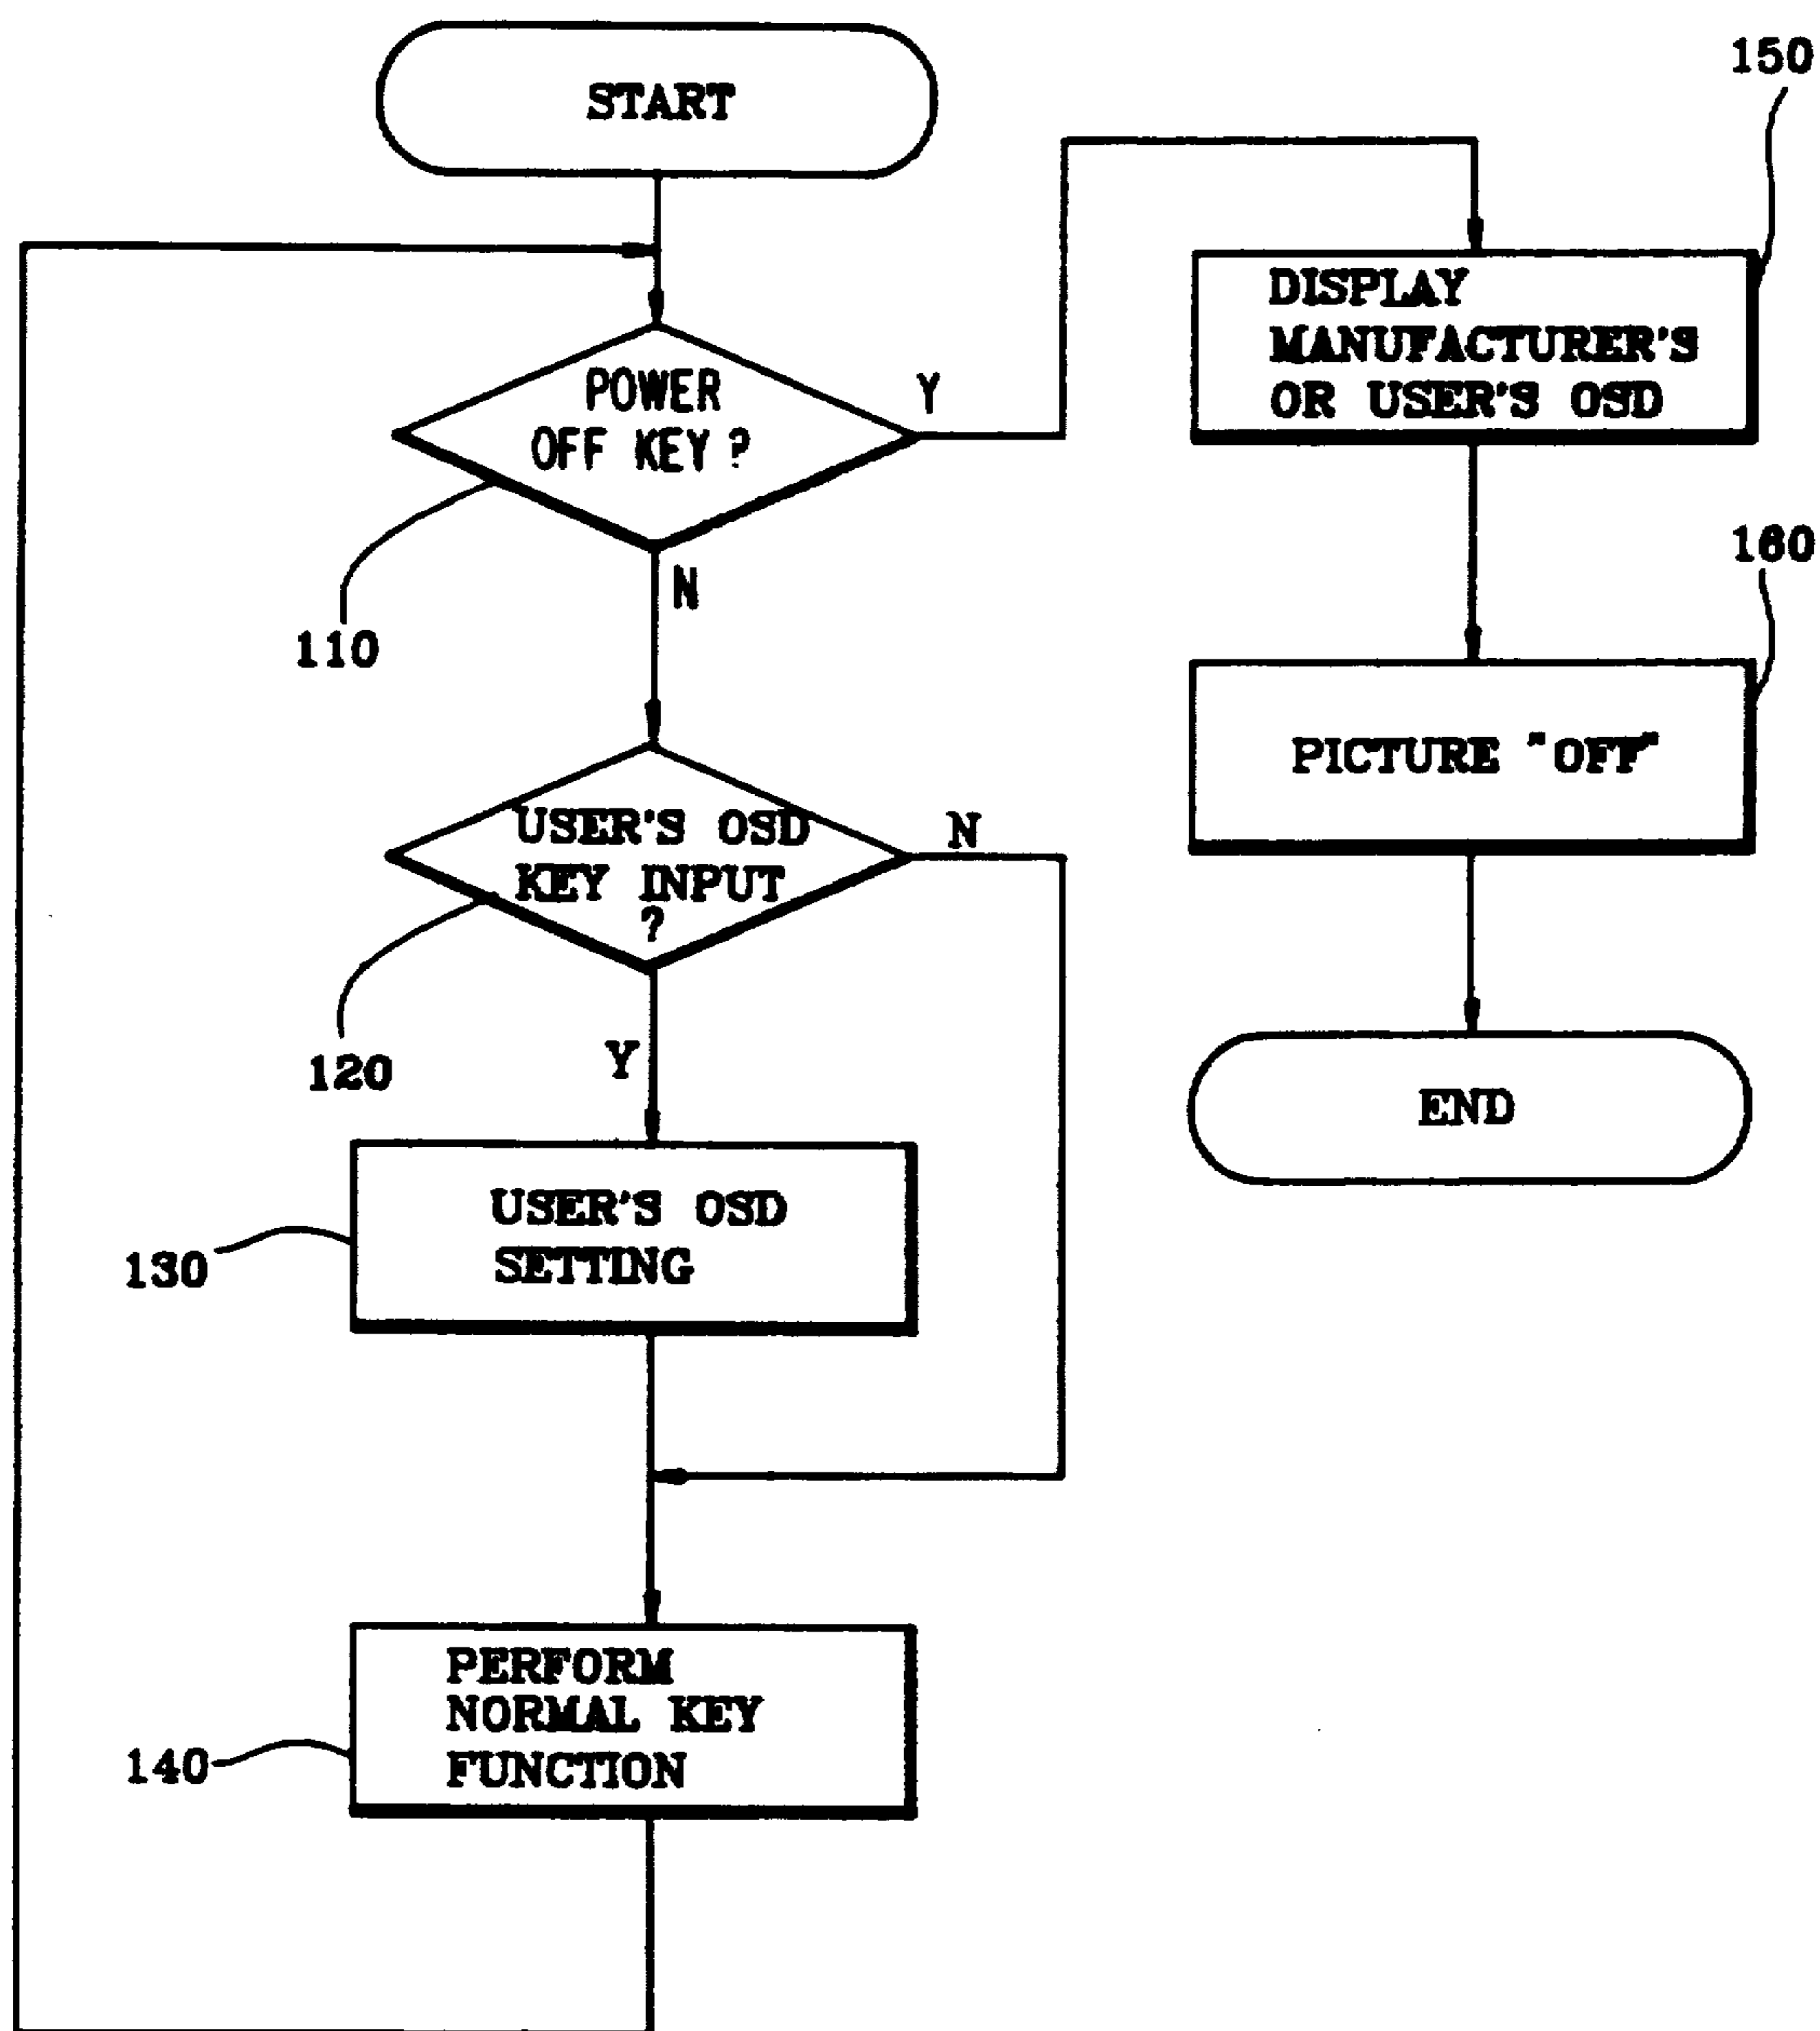 START
POWER
OFF KEY ?
Y
N
110
USER'S OSD
KEY INPUT
?
N
Y
120
USER'S OSD
SETTING
130
PERFORM
NORMAL KEY
FUNCTION
140
150
DISPLAY
MANUFACTURER'S
OR USER'S OSD
160
PICTURE "OFF"
END